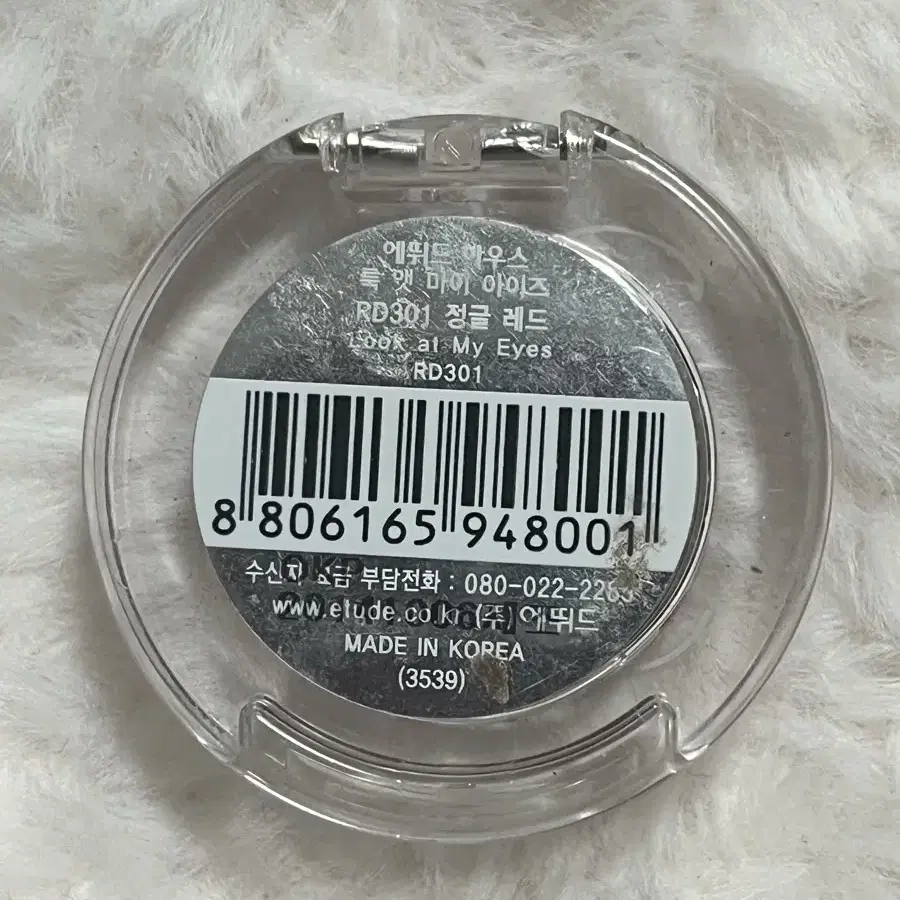 에뛰드 하우스
룩 앳 마이 아이즈
RD301 정글 레드
Look at My Eyes
RD301
8 806165 948001
수신자 요금 부담전화 : 080-022-2285
www.etude.co.kr (주) 에뛰드
MADE IN KOREA
(3539)